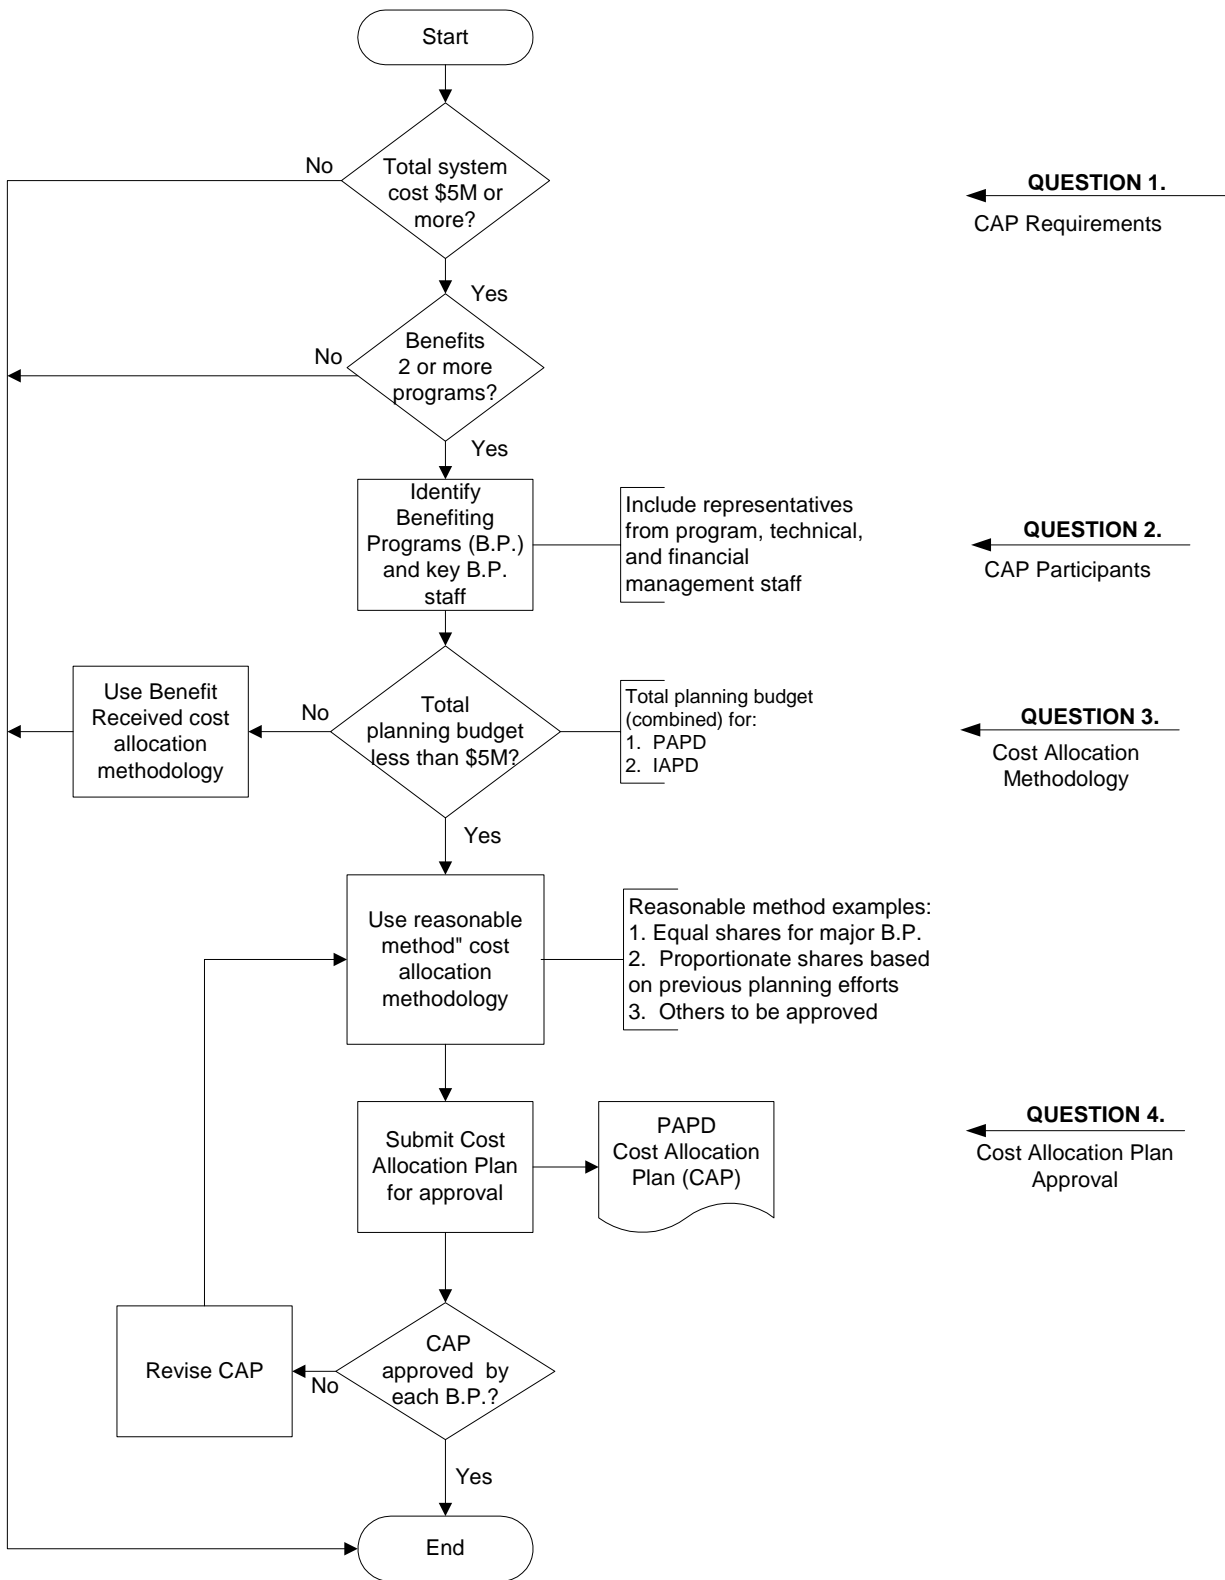 Start
No
Total system
cost $5M or
more?
QUESTION 1.
CAP Requirements
Yes
No
Benefits
2 or more
programs?
Yes
Identify
Benefiting
Programs (B.P.)
and key B.P.
staff
Include representatives
from program, technical,
and financial
management staff
QUESTION 2.
CAP Participants
Use Benefit
Received cost
allocation
methodology
No
Total
planning budget
less than $5M?
Total planning budget
(combined) for:
1. PAPD
2. IAPD
QUESTION 3.
Cost Allocation
Methodology
Yes
Use reasonable
method" cost
allocation
methodology
Reasonable method examples:
1. Equal shares for major B.P.
2. Proportionate shares based
on previous planning efforts
3. Others to be approved
Submit Cost
Allocation Plan
for approval
PAPD
Cost Allocation
Plan (CAP)
QUESTION 4.
Cost Allocation Plan
Approval
Revise CAP
No
CAP
approved by
each B.P.?
Yes
End